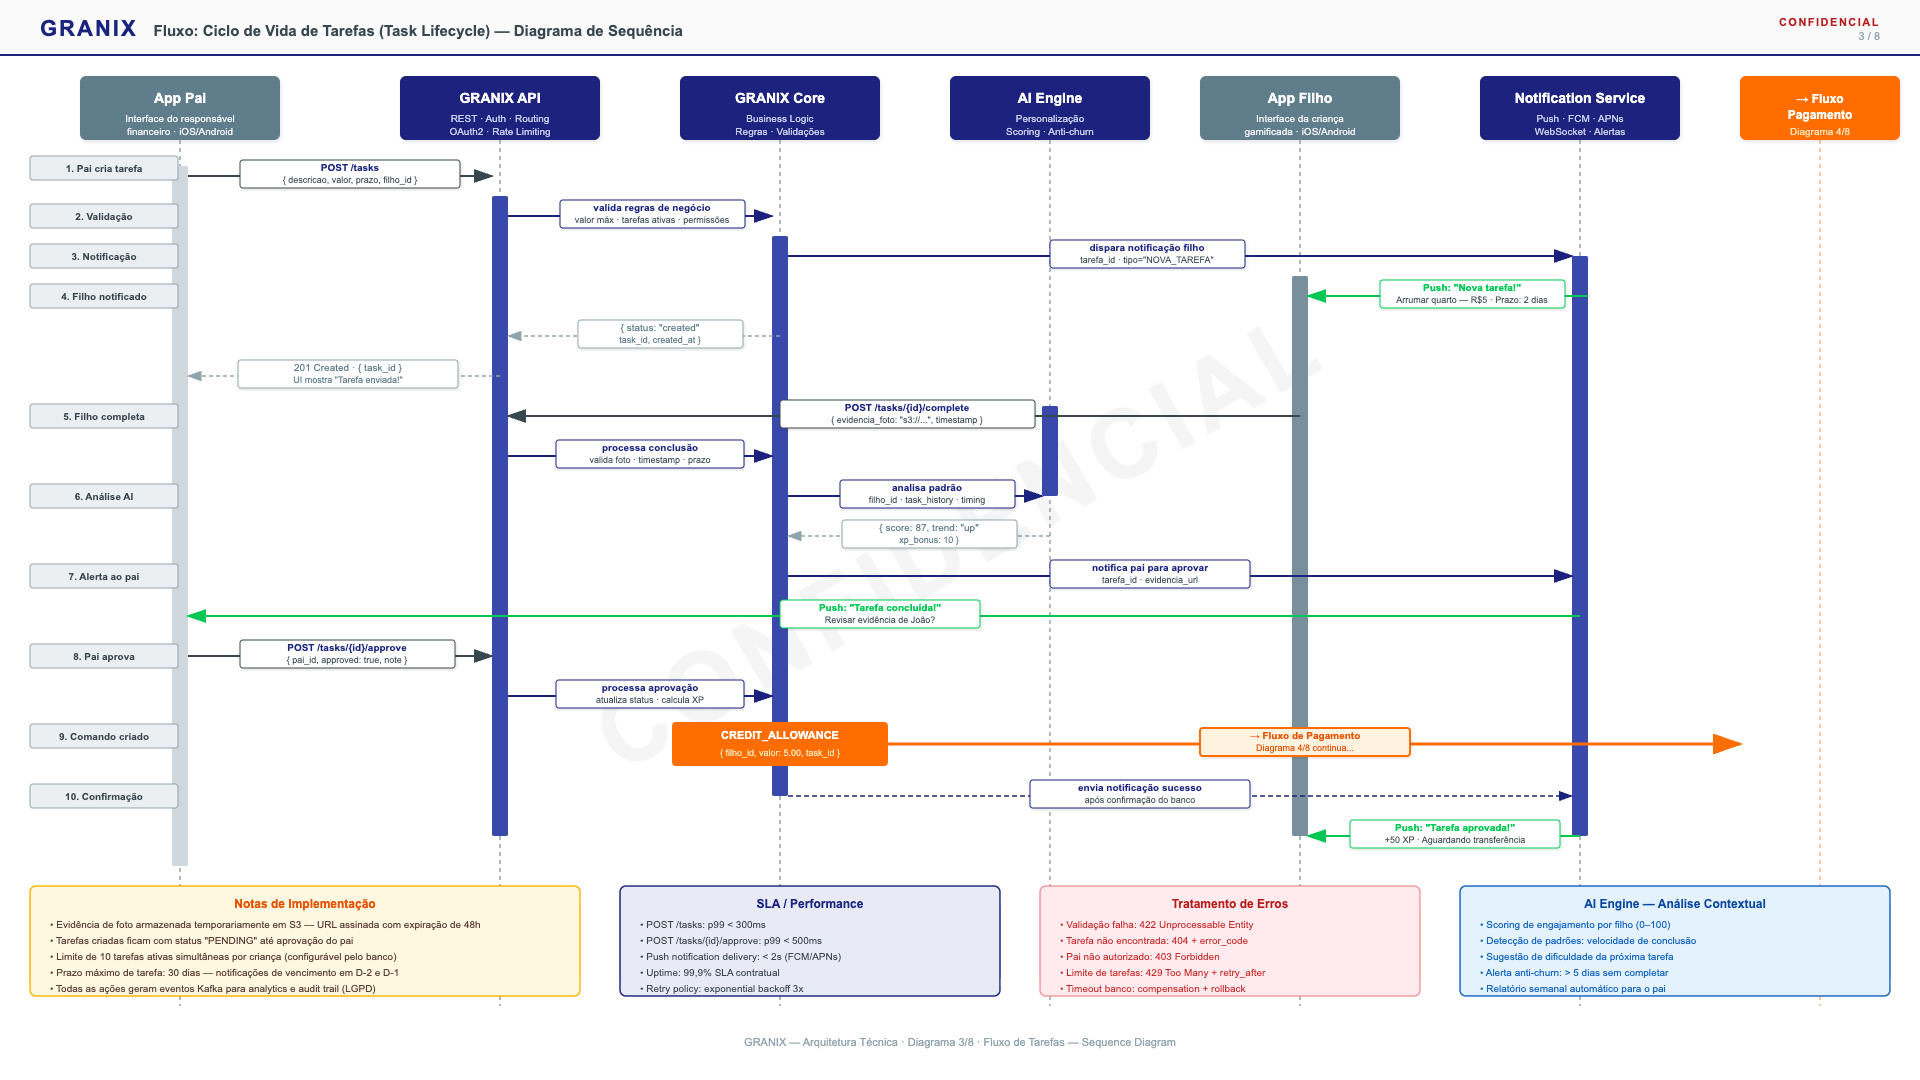 GRANIX
Fluxo: Ciclo de Vida de Tarefas (Task Lifecycle) — Diagrama de Sequência
CONFIDENCIAL
3 / 8
App Pai
Interface do responsável
financeiro · iOS/Android
GRANIX API
REST · Auth · Routing
OAuth2 · Rate Limiting
GRANIX Core
Business Logic
Regras · Validações
AI Engine
Personalização
Scoring · Anti-churn
App Filho
Interface da criança
gamificada · iOS/Android
Notification Service
Push · FCM · APNs
WebSocket · Alertas
→ Fluxo
Pagamento
Diagrama 4/8
1. Pai cria tarefa
POST /tasks
{ descricao, valor, prazo, filho_id }
2. Validação
valida regras de negócio
valor máx · tarefas ativas · permissões
3. Notificação
dispara notificação filho
tarefa_id · tipo="NOVA_TAREFA"
4. Filho notificado
Push: "Nova tarefa!"
Arrumar quarto — R$5 · Prazo: 2 dias
{ status: "created"
task_id, created_at }
201 Created · { task_id }
UI mostra "Tarefa enviada!"
5. Filho completa
POST /tasks/{id}/complete
{ evidencia_foto: "s3://...", timestamp }
processa conclusão
valida foto · timestamp · prazo
6. Análise AI
analisa padrão
filho_id · task_history · timing
{ score: 87, trend: "up"
xp_bonus: 10 }
7. Alerta ao pai
notifica pai para aprovar
tarefa_id · evidencia_url
Push: "Tarefa concluída!"
Revisar evidência de João?
8. Pai aprova
POST /tasks/{id}/approve
{ pai_id, approved: true, note }
processa aprovação
atualiza status · calcula XP
9. Comando criado
CREDIT_ALLOWANCE
{ filho_id, valor: 5.00, task_id }
→ Fluxo de Pagamento
Diagrama 4/8 continua...
10. Confirmação
envia notificação sucesso
após confirmação do banco
Push: "Tarefa aprovada!"
+50 XP · Aguardando transferência
CONFIDENCIAL
Notas de Implementação
• Evidência de foto armazenada temporariamente em S3 — URL assinada com expiração de 48h
• Tarefas criadas ficam com status "PENDING" até aprovação do pai
• Limite de 10 tarefas ativas simultâneas por criança (configurável pelo banco)
• Prazo máximo de tarefa: 30 dias — notificações de vencimento em D-2 e D-1
• Todas as ações geram eventos Kafka para analytics e audit trail (LGPD)
SLA / Performance
• POST /tasks: p99 < 300ms
• POST /tasks/{id}/approve: p99 < 500ms
• Push notification delivery: < 2s (FCM/APNs)
• Uptime: 99,9% SLA contratual
• Retry policy: exponential backoff 3x
Tratamento de Erros
• Validação falha: 422 Unprocessable Entity
• Tarefa não encontrada: 404 + error_code
• Pai não autorizado: 403 Forbidden
• Limite de tarefas: 429 Too Many + retry_after
• Timeout banco: compensation + rollback
AI Engine — Análise Contextual
• Scoring de engajamento por filho (0–100)
• Detecção de padrões: velocidade de conclusão
• Sugestão de dificuldade da próxima tarefa
• Alerta anti-churn: > 5 dias sem completar
• Relatório semanal automático para o pai
GRANIX — Arquitetura Técnica · Diagrama 3/8 · Fluxo de Tarefas — Sequence Diagram